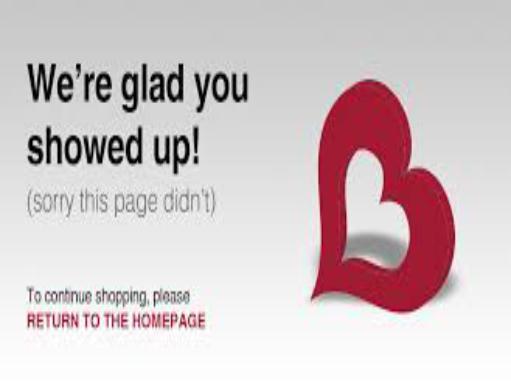 We're glad you
showed up!
(sorry this page didn't)
To continue shopping, please
RETURN TO THE HOMEPAGE